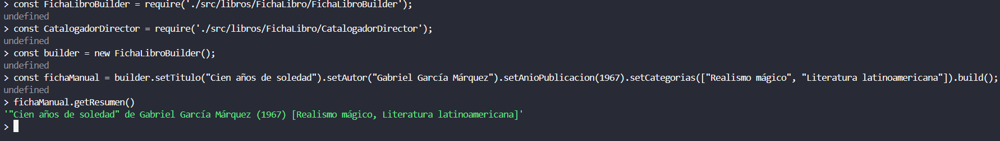 > const FichaLibroBuilder = require('./src/libros/FichaLibro/FichaLibroBuilder');
undefined
> const CatalogadorDirector = require('./src/libros/FichaLibro/CatalogadorDirector');
undefined
> const builder = new FichaLibroBuilder();
undefined
> const fichaManual = builder.setTitulo("Cien años de soledad").setAutor("Gabriel García Márquez").setAnioPublicacion(1967).setCategorias(["Realismo mágico", "Literatura latinoamericana"]).build();
undefined
> fichaManual.getResumen()
'"Cien años de soledad" de Gabriel García Márquez (1967) [Realismo mágico, Literatura latinoamericana]'
>